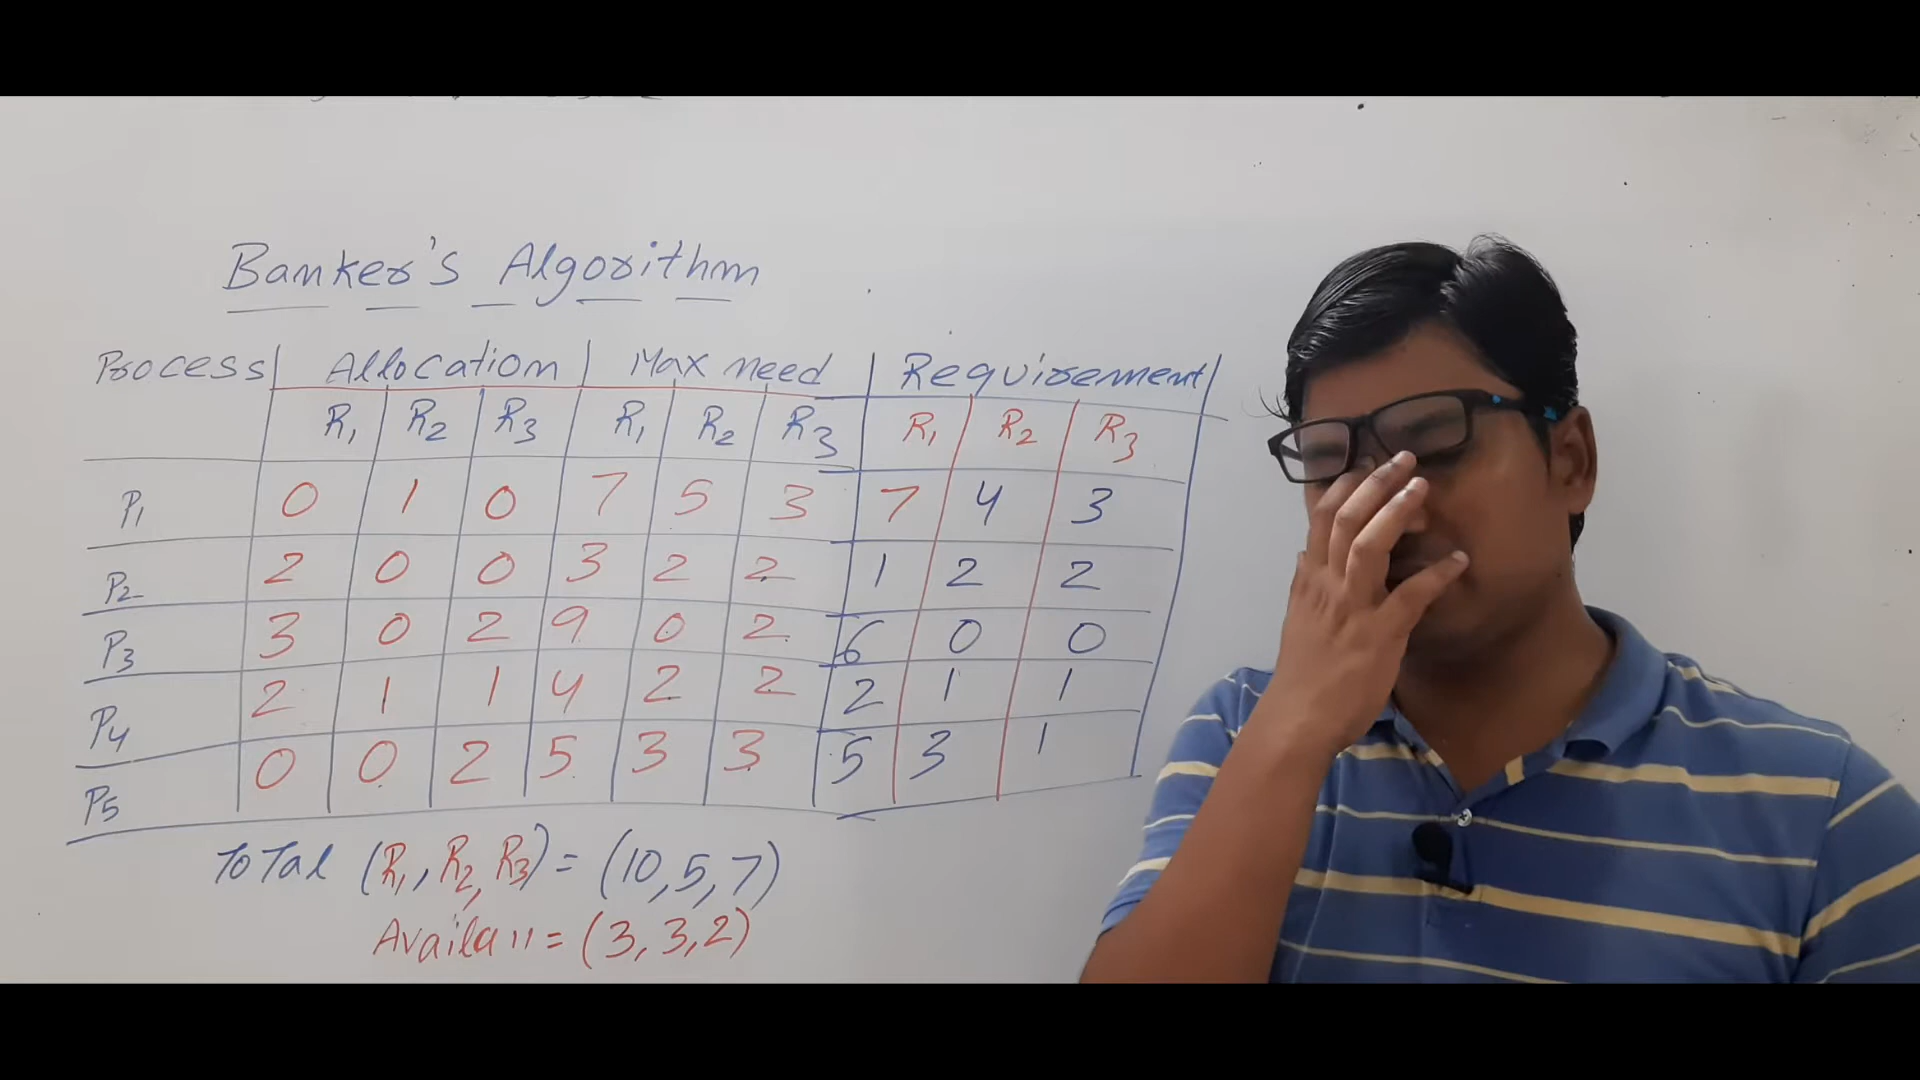 Banker's Algorithm
Process Allocation Max need Requirement
R1 R2 R3 R1 R2 R3 R1 R2 R3
P1 0 1 0 7 5 3 7 4 3
P2 2 0 0 3 2 2 1 2 2
P3 3 0 2 9 0 2 6 0 0
P4 2 1 1 4 2 2 2 1 1
P5 0 0 2 5 3 3 5 3 1
Total (R1, R2, R3) = (10, 5, 7)
= (3, 3, 2)